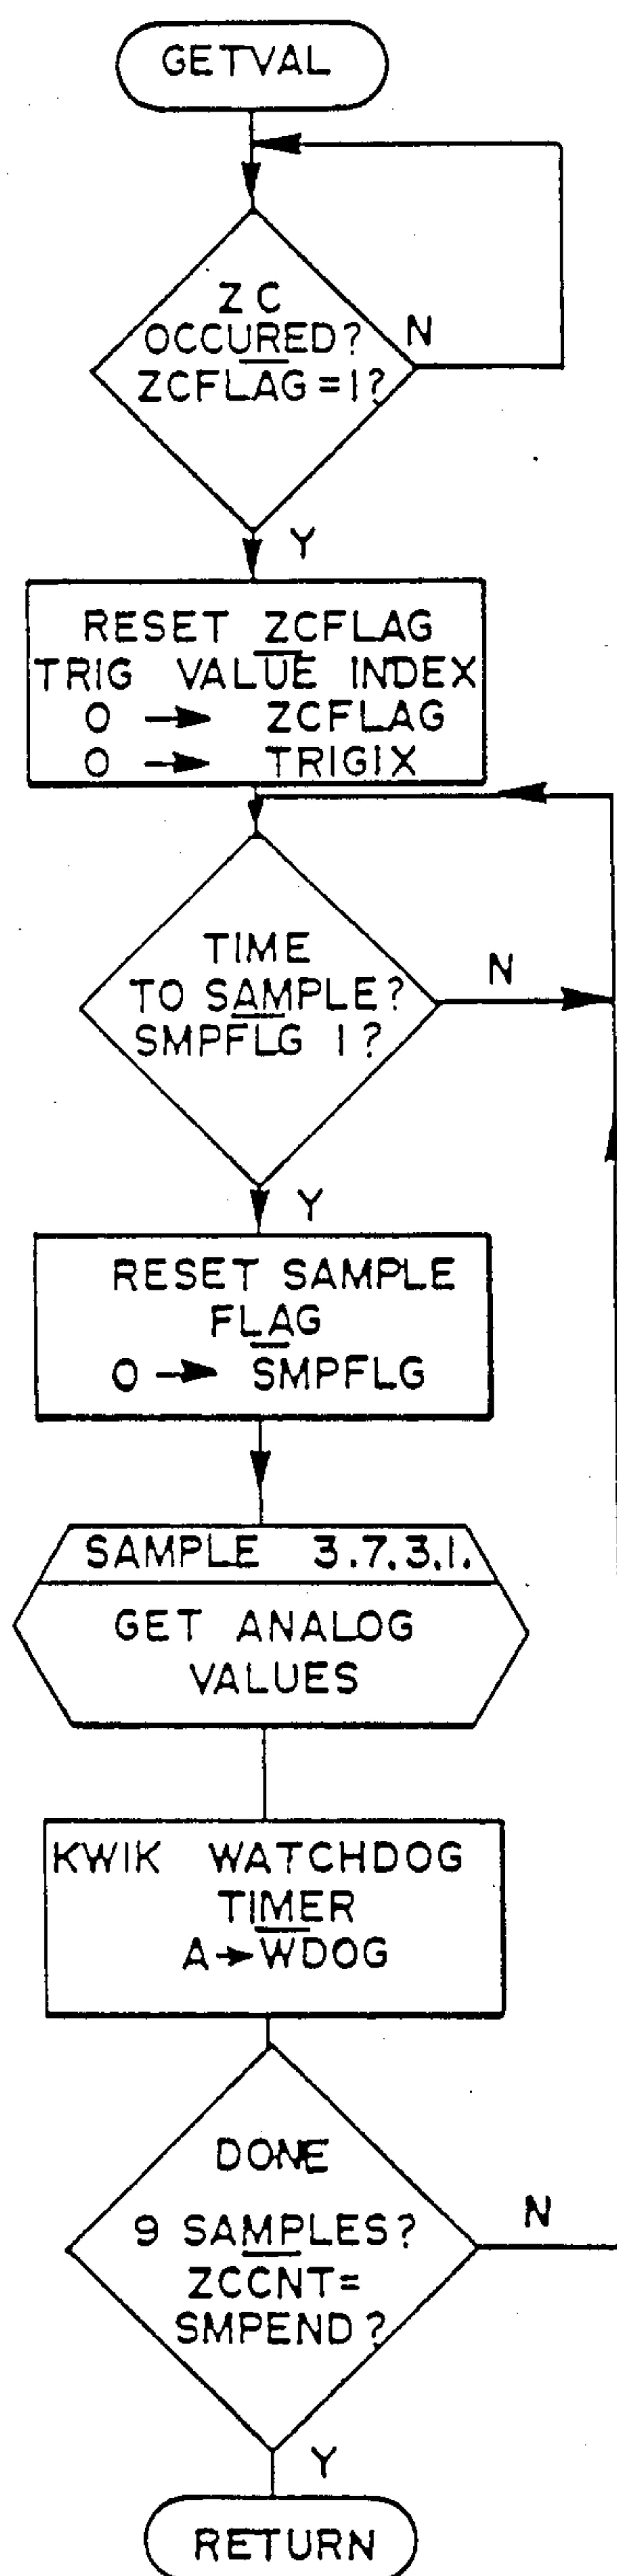 GETVAL
ZC
OCCURED?
ZCFLAG = 1?
N
Y
RESET ZCFLAG
TRIG VALUE INDEX
0 → ZCFLAG
0 → TRIGIX
TIME
TO SAMPLE?
SMPFLG 1?
N
Y
RESET SAMPLE
FLAG
0 → SMPFLG
SAMPLE 3.7.3.1.
GET ANALOG
VALUES
KWIK WATCHDOG
TIMER
A → WDOG
DONE
9 SAMPLES?
ZCCNT =
SMPEND?
N
Y
RETURN